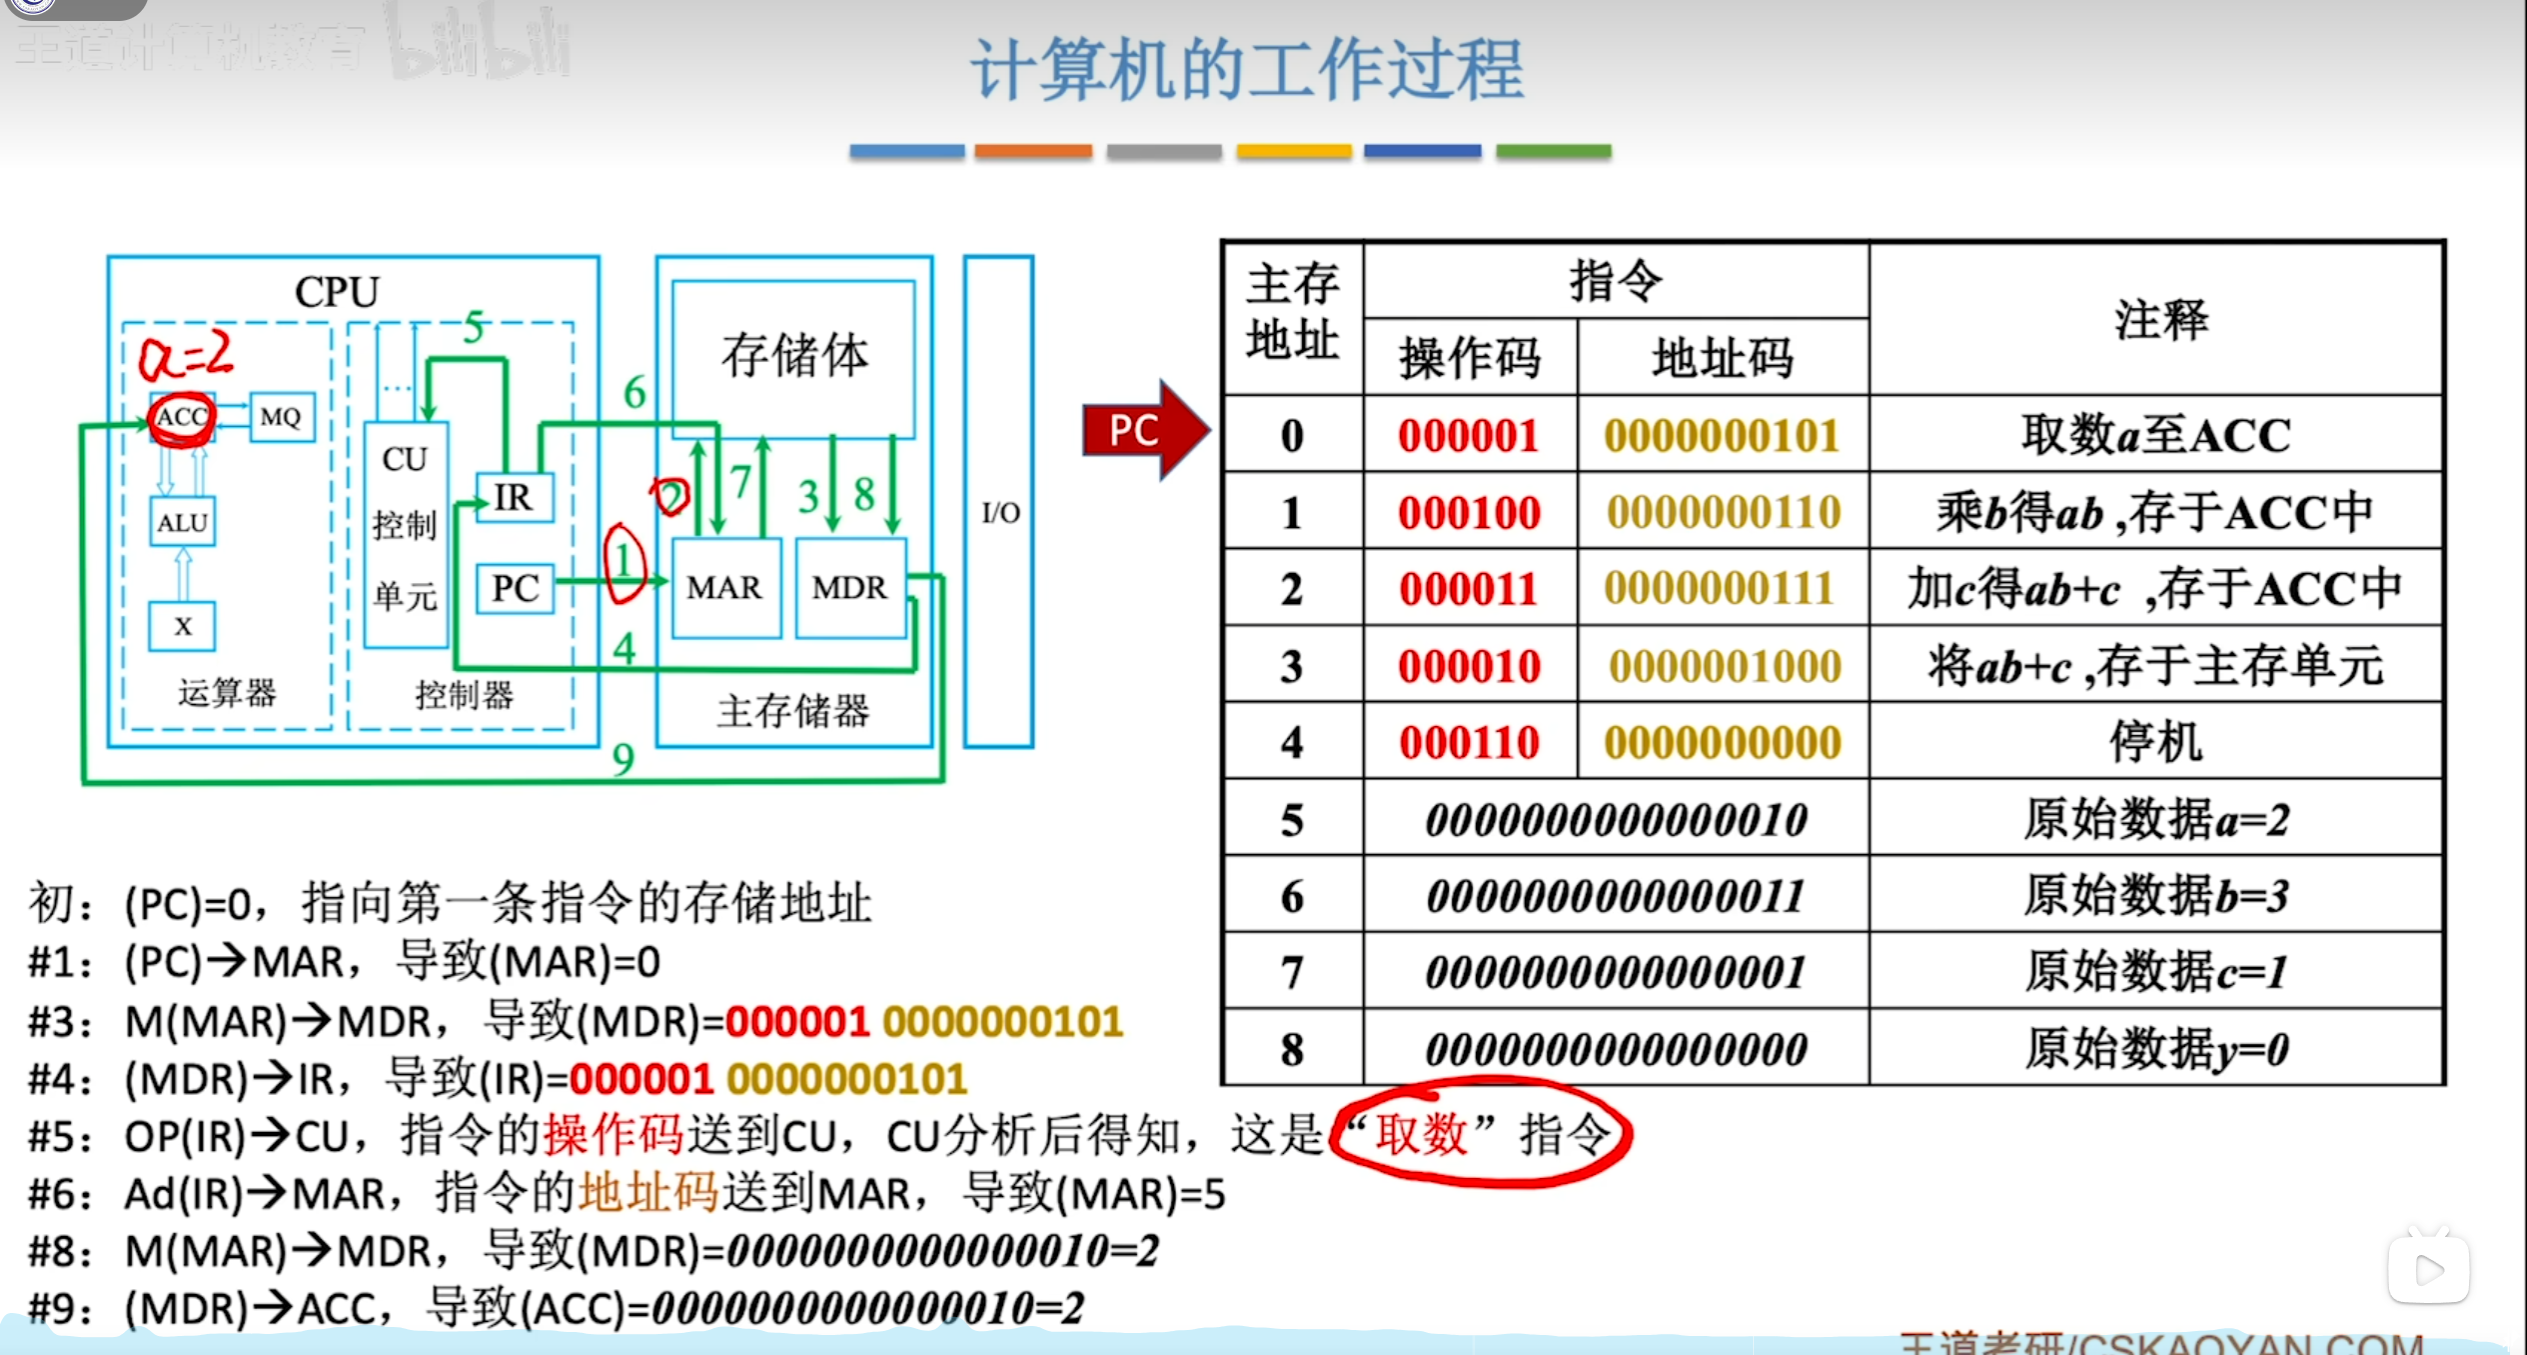 王道计算机教育 bilibili
计算机的工作过程
CPU
a=2
ACC
MQ
ALU
X
运算器
5
...
CU
控制
单元
IR
PC
控制器
6
1
4
9
存储体
2
7
3
8
MAR
MDR
主存储器
I/O
PC
主存地址 指令 注释
操作码 地址码
0 000001 0000000101 取数a至ACC
1 000100 0000000110 乘b得ab,存于ACC中
2 000011 0000000111 加c得ab+c ,存于ACC中
3 000010 0000001000 将ab+c ,存于主存单元
4 000110 0000000000 停机
5 0000000000000010 原始数据a=2
6 0000000000000011 原始数据b=3
7 0000000000000001 原始数据c=1
8 0000000000000000 原始数据y=0
初：(PC)=0，指向第一条指令的存储地址
#1：(PC)→MAR，导致(MAR)=0
#3：M(MAR)→MDR，导致(MDR)=000001 0000000101
#4：(MDR)→IR，导致(IR)=000001 0000000101
#5：OP(IR)→CU，指令的操作码送到CU，CU分析后得知，这是“取数”指令
#6：Ad(IR)→MAR，指令的地址码送到MAR，导致(MAR)=5
#8：M(MAR)→MDR，导致(MDR)=0000000000000010=2
#9：(MDR)→ACC，导致(ACC)=0000000000000010=2
王道考研/CSKAOYAN.COM